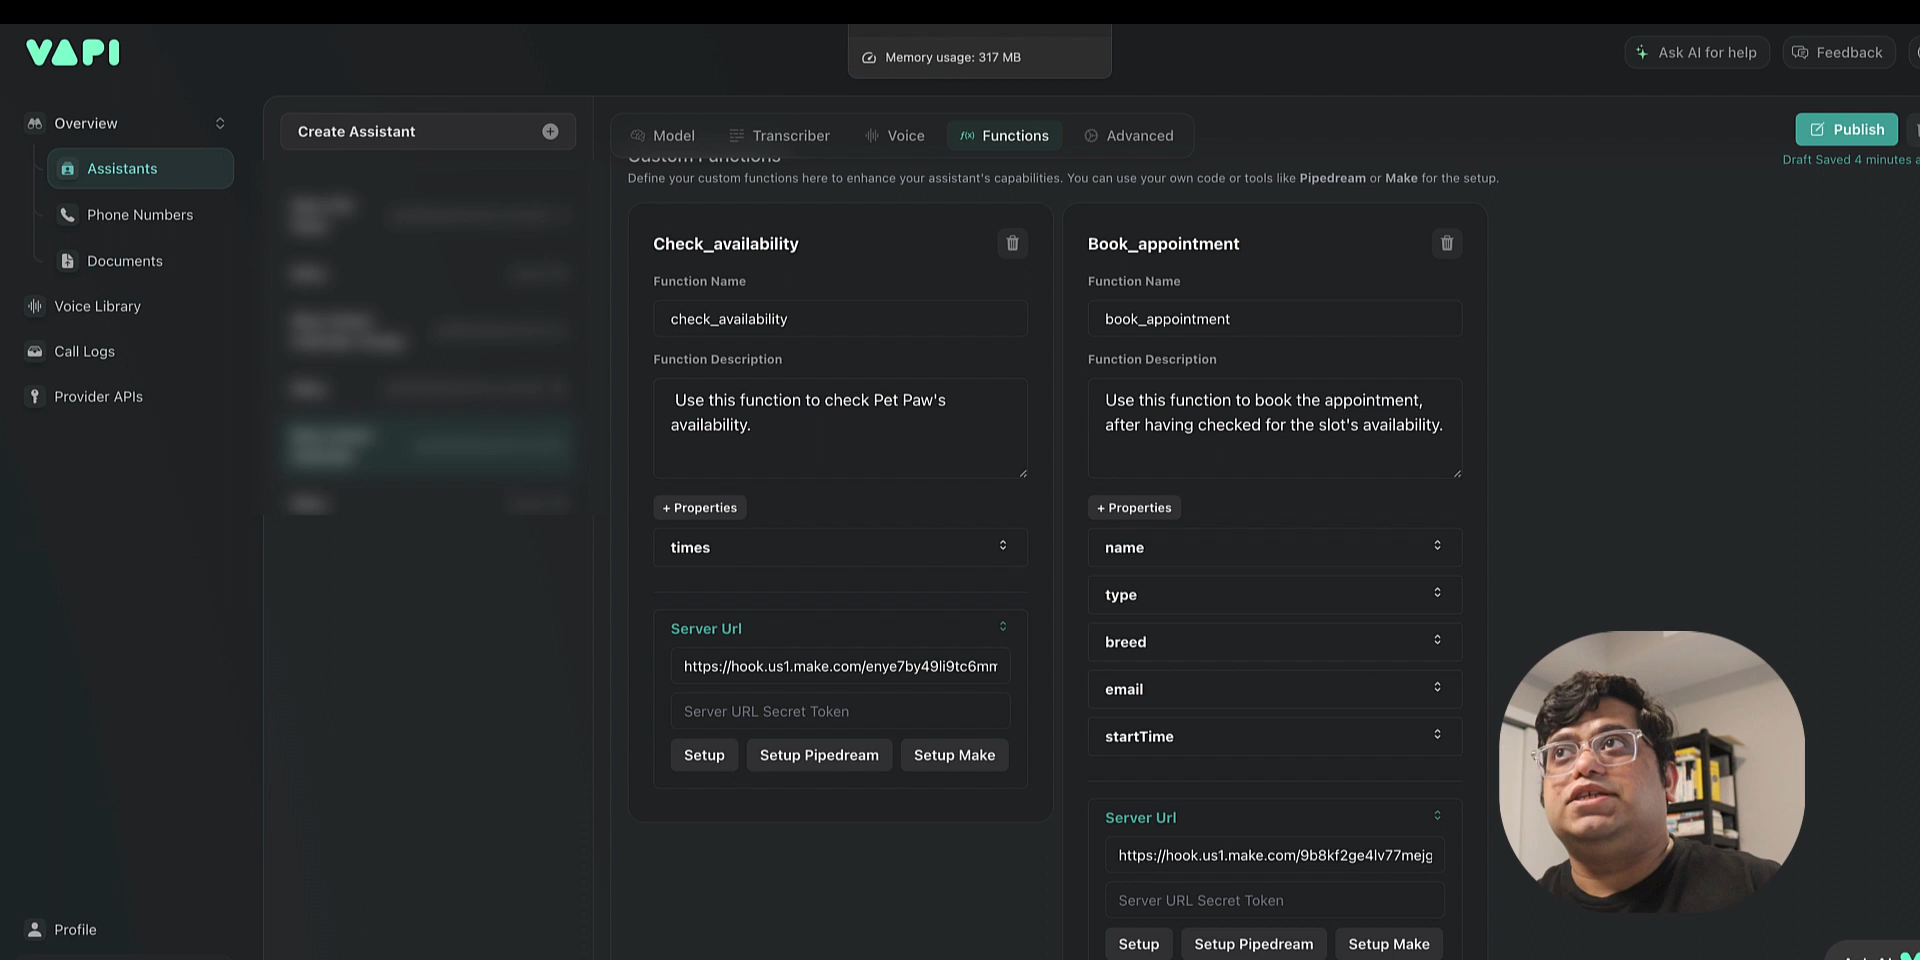 VAPI
Memory usage: 317 MB
Ask AI for help
Feedback
Overview
Assistants
Phone Numbers
Documents
Voice Library
Call Logs
Provider APIs
Profile
Create Assistant
Model
Transcriber
Voice
Functions
Advanced
Publish
Draft Saved 4 minutes a
Custom Functions
Define your custom functions here to enhance your assistant's capabilities. You can use your own code or tools like Pipedream or Make for the setup.
Check_availability
Function Name
check_availability
Function Description
Use this function to check Pet Paw's
availability.
+ Properties
times
Server Url
https://hook.us1.make.com/enye7by49li9tc6mm
Server URL Secret Token
Setup
Setup Pipedream
Setup Make
Book_appointment
Function Name
book_appointment
Function Description
Use this function to book the appointment,
after having checked for the slot's availability.
+ Properties
name
type
breed
email
startTime
Server Url
https://hook.us1.make.com/9b8kf2ge4lv77mejg
Server URL Secret Token
Setup
Setup Pipedream
Setup Make